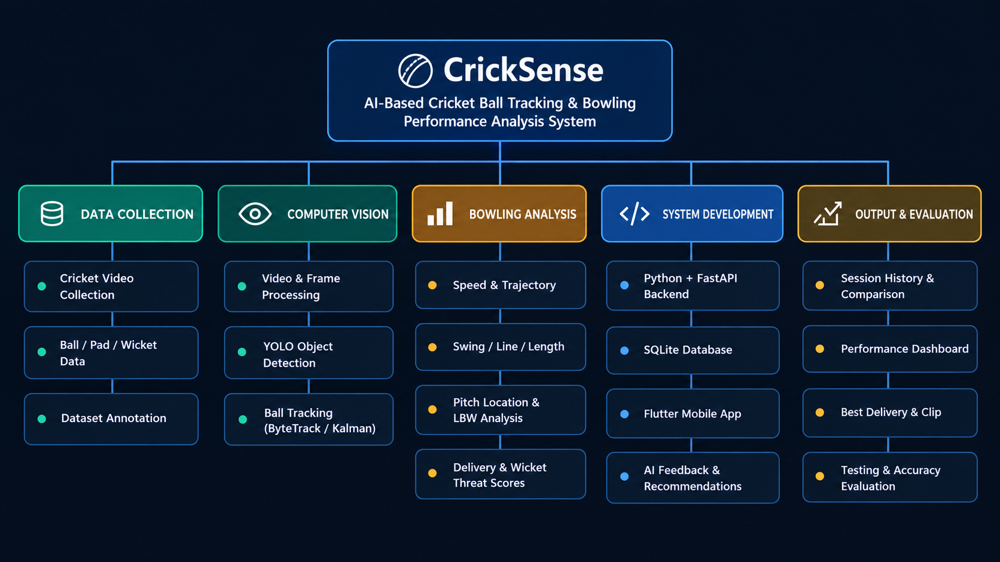 CrickSense
AI-Based Cricket Ball Tracking & Bowling
Performance Analysis System
DATA COLLECTION
Cricket Video
Collection
Ball / Pad / Wicket
Data
Dataset Annotation
COMPUTER VISION
Video & Frame
Processing
YOLO Object
Detection
Ball Tracking
(ByteTrack / Kalman)
BOWLING ANALYSIS
Speed & Trajectory
Swing / Line / Length
Pitch Location &
LBW Analysis
Delivery & Wicket
Threat Scores
SYSTEM DEVELOPMENT
Python + FastAPI
Backend
SQLite Database
Flutter Mobile App
AI Feedback &
Recommendations
OUTPUT & EVALUATION
Session History &
Comparison
Performance Dashboard
Best Delivery & Clip
Testing & Accuracy
Evaluation